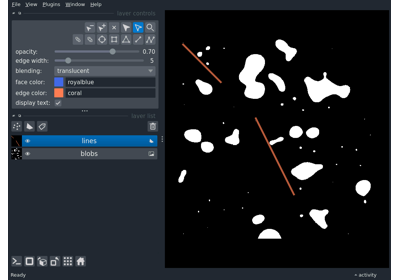 File View Plugins Window Help
layer controls
opacity: 0.70
edge width: 5
blending: translucent
face color: royalblue
edge color: coral
display text:
layer list
lines
blobs
Ready activity